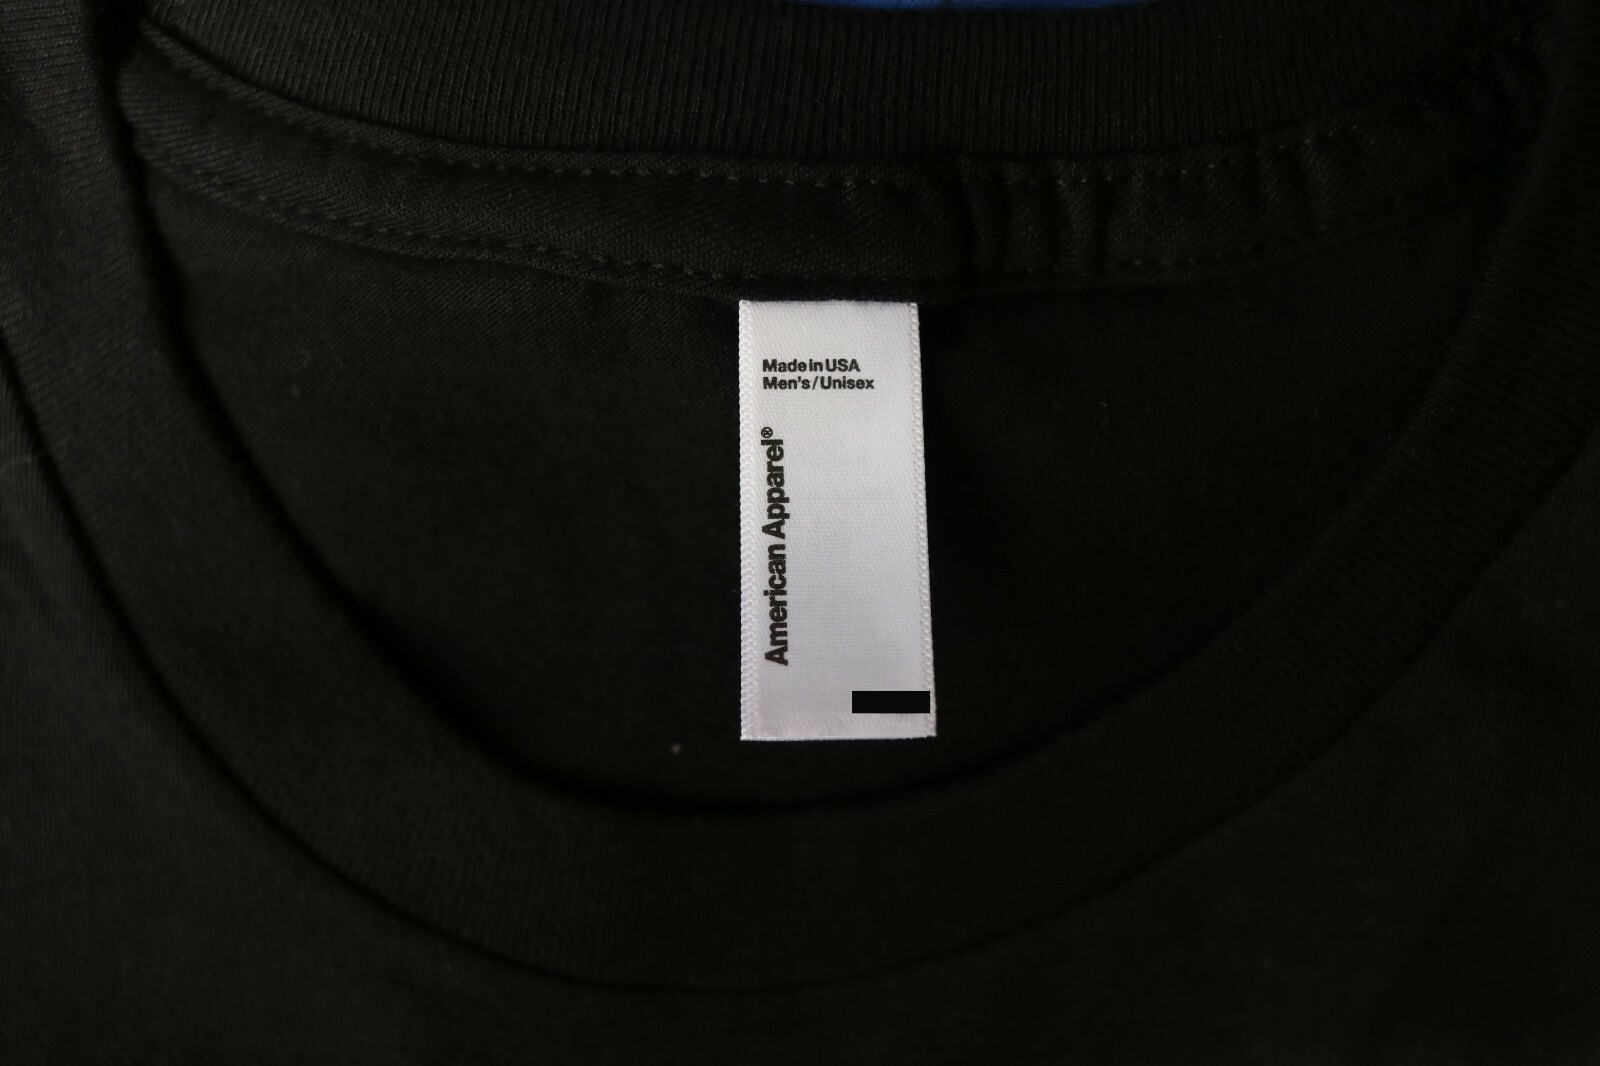 Made in USA
Men's/Unisex
American Apparel®